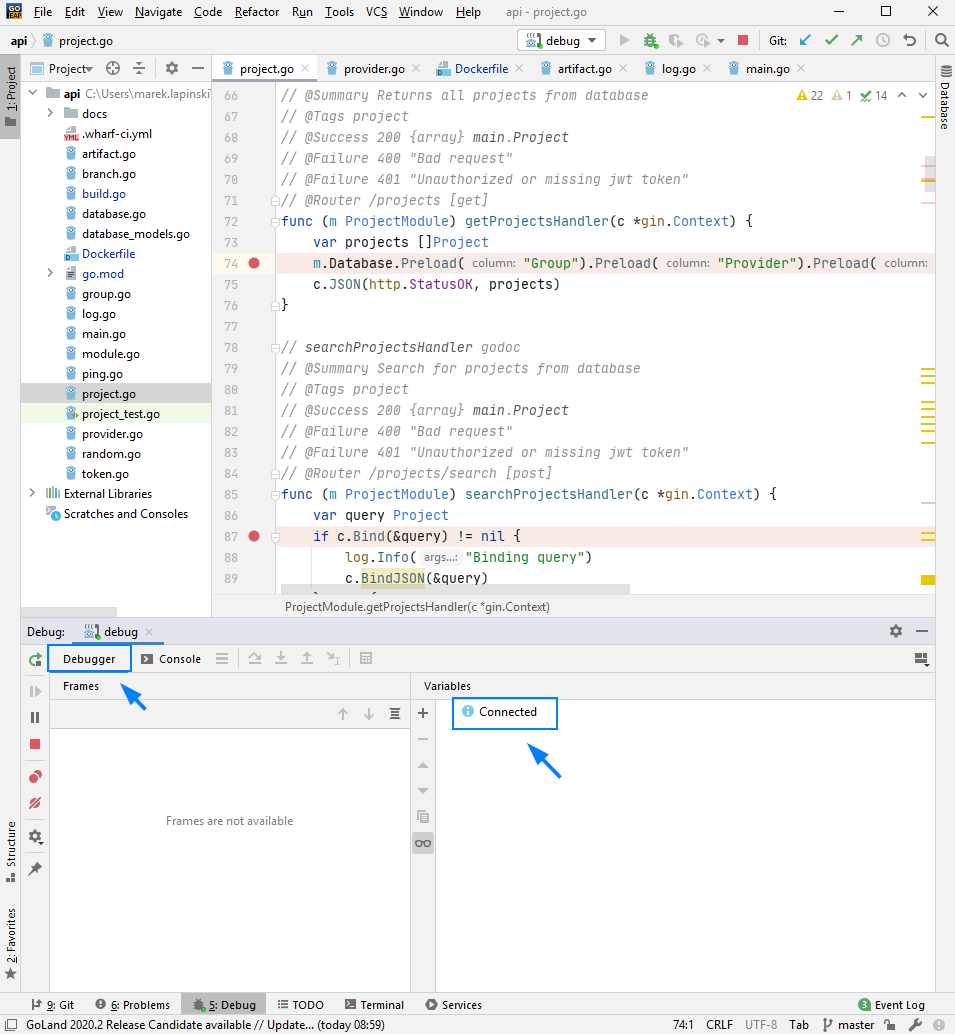 GO EAP File Edit View Navigate Code Refactor Run Tools VCS Window Help api - project.go
api project.go debug Git:
1: Project
Project
project.go provider.go Dockerfile artifact.go log.go main.go
Database
api C:\Users\marek.lapinski\
docs
YML .wharf-ci.yml
artifact.go
branch.go
build.go
database.go
database_models.go
Dockerfile
go.mod
group.go
log.go
main.go
module.go
ping.go
project.go
project_test.go
provider.go
random.go
token.go
External Libraries
Scratches and Consoles
22 1 14
66 // @Summary Returns all projects from database
67 // @Tags project
68 // @Success 200 {array} main.Project
69 // @Failure 400 "Bad request"
70 // @Failure 401 "Unauthorized or missing jwt token"
71 // @Router /projects [get]
72 func (m ProjectModule) getProjectsHandler(c *gin.Context) {
73 var projects []Project
74 m.Database.Preload( column: "Group").Preload( column: "Provider").Preload( column:
75 c.JSON(http.StatusOK, projects)
76 }
77
78 // searchProjectsHandler godoc
79 // @Summary Search for projects from database
80 // @Tags project
81 // @Success 200 {array} main.Project
82 // @Failure 400 "Bad request"
83 // @Failure 401 "Unauthorized or missing jwt token"
84 // @Router /projects/search [post]
85 func (m ProjectModule) searchProjectsHandler(c *gin.Context) {
86 var query Project
87 if c.Bind(&query) != nil {
88 log.Info( args...: "Binding query")
89 c.BindJSON(&query)
ProjectModule.getProjectsHandler(c *gin.Context)
Debug: debug
Debugger Console
Frames
Variables
Connected
Frames are not available
Structure
2: Favorites
9: Git 6: Problems 5: Debug TODO Terminal Services 3 Event Log
GoLand 2020.2 Release Candidate available // Update... (today 08:59) 74:1 CRLF UTF-8 Tab master